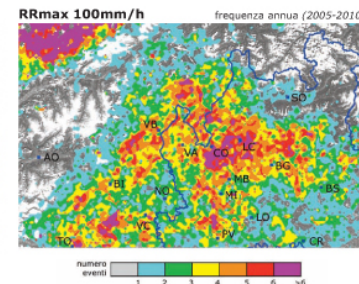 RRmax 100mm/h
frequenza annua (2005-2010
SO
VB
AO
VA
CO
LC
BG
BI
NO
MB
MI
BS
VC
LO
TO
PV
CR
numero
eventi
1 2 3 4 5 6 >6